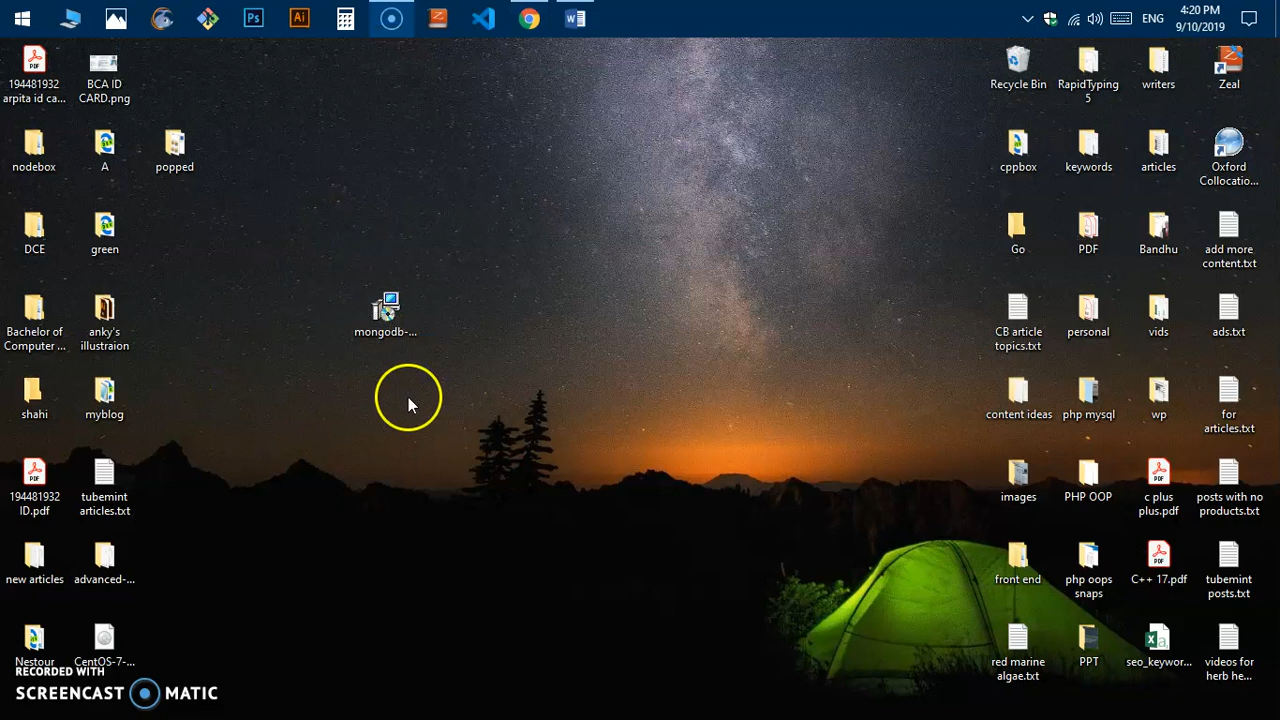 4:20 PM
ENG
9/10/2019
Ps
Ai
194481932
arpita id ca...
BCA ID
CARD.png
nodebox
A
popped
DCE
green
Bachelor of
Computer ...
anky's
illustraion
mongodb-...
shahi
myblog
194481932
ID.pdf
tubemint
articles.txt
new articles
advanced-...
Nestour
CentOS-7-...
Recycle Bin
RapidTyping
5
writers
Zeal
cppbox
keywords
articles
Oxford
Collocatio...
Go
PDF
Bandhu
add more
content.txt
CB article
topics.txt
personal
vids
ads.txt
content ideas
php mysql
wp
for
articles.txt
images
PHP OOP
c plus
plus.pdf
posts with no
products.txt
front end
php oops
snaps
C++ 17.pdf
tubemint
posts.txt
red marine
algae.txt
PPT
seo_keywor...
videos for
herb he...
RECORDED WITH
SCREENCAST MATIC